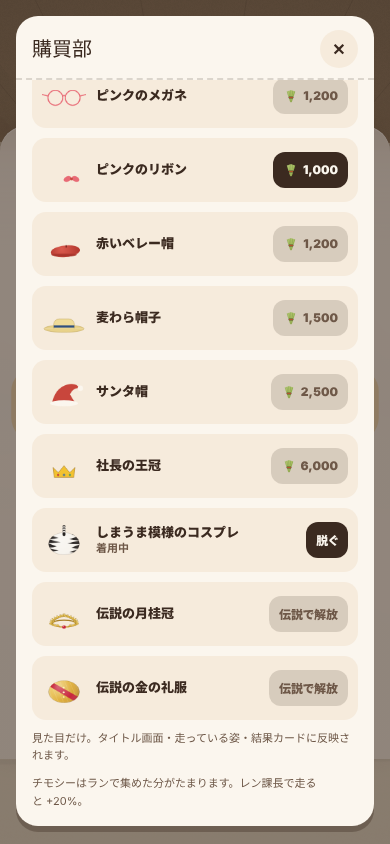 購買部
×
ピンクのメガネ
1,200
ピンクのリボン
1,000
赤いベレー帽
1,200
麦わら帽子
1,500
サンタ帽
2,500
社長の王冠
6,000
しまうま模様のコスプレ
着用中
脱ぐ
伝説の月桂冠
伝説で解放
伝説の金の礼服
伝説で解放
見た目だけ。タイトル画面・走っている姿・結果カードに反映さ
れます。
チモシーはランで集めた分がたまります。レン課長で走る
と +20%。